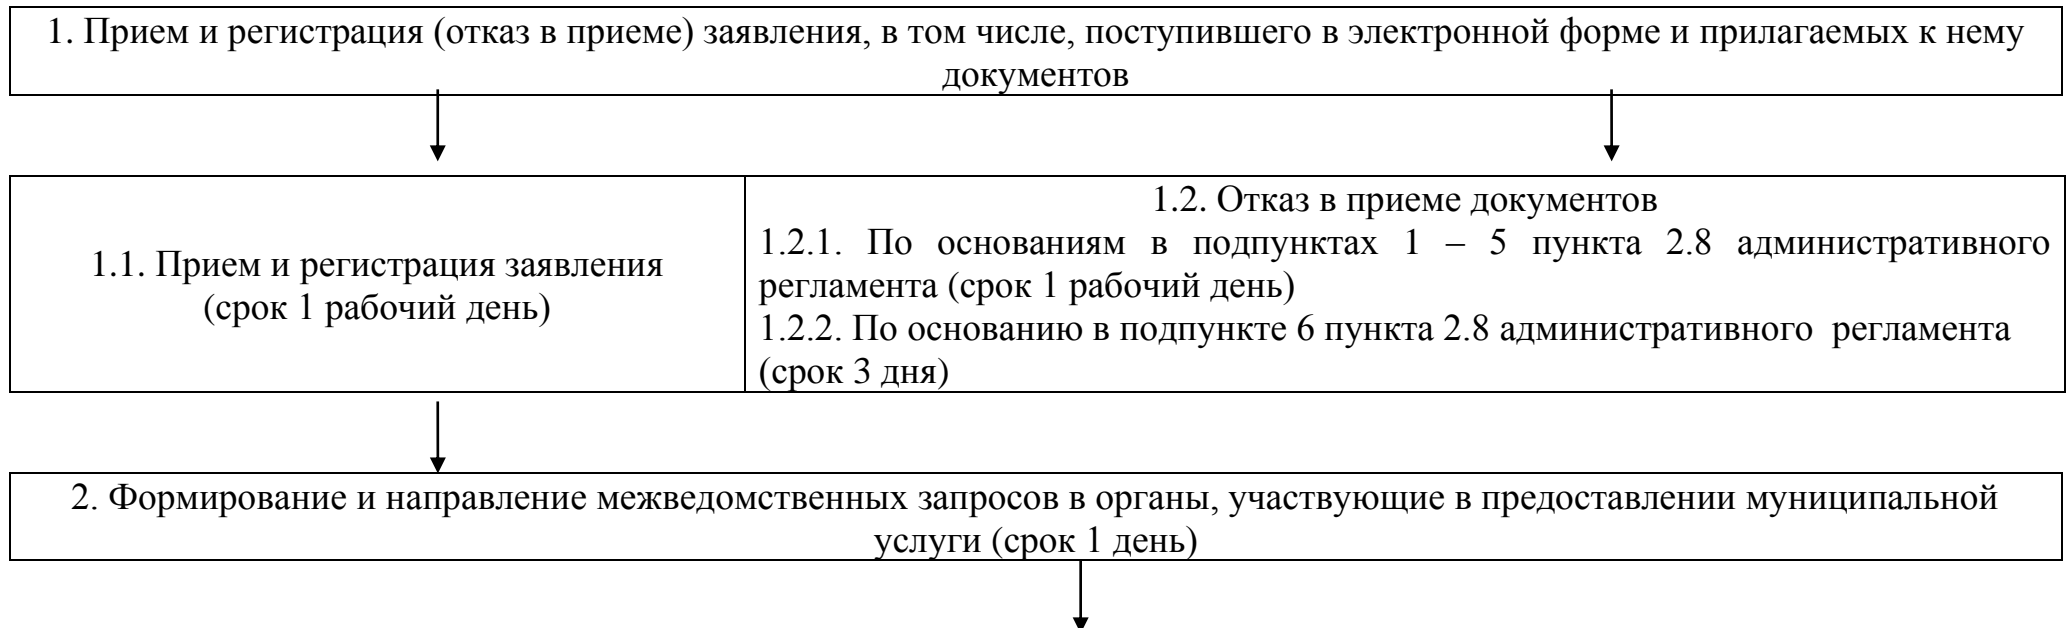 1. Прием и регистрация (отказ в приеме) заявления, в том числе, поступившего в электронной форме и прилагаемых к нему
документов
1.1. Прием и регистрация заявления
(срок 1 рабочий день)
1.2. Отказ в приеме документов
1.2.1. По основаниям в подпунктах 1 – 5 пункта 2.8 административного
регламента (срок 1 рабочий день)
1.2.2. По основанию в подпункте 6 пункта 2.8 административного регламента
(срок 3 дня)
2. Формирование и направление межведомственных запросов в органы, участвующие в предоставлении муниципальной
услуги (срок 1 день)